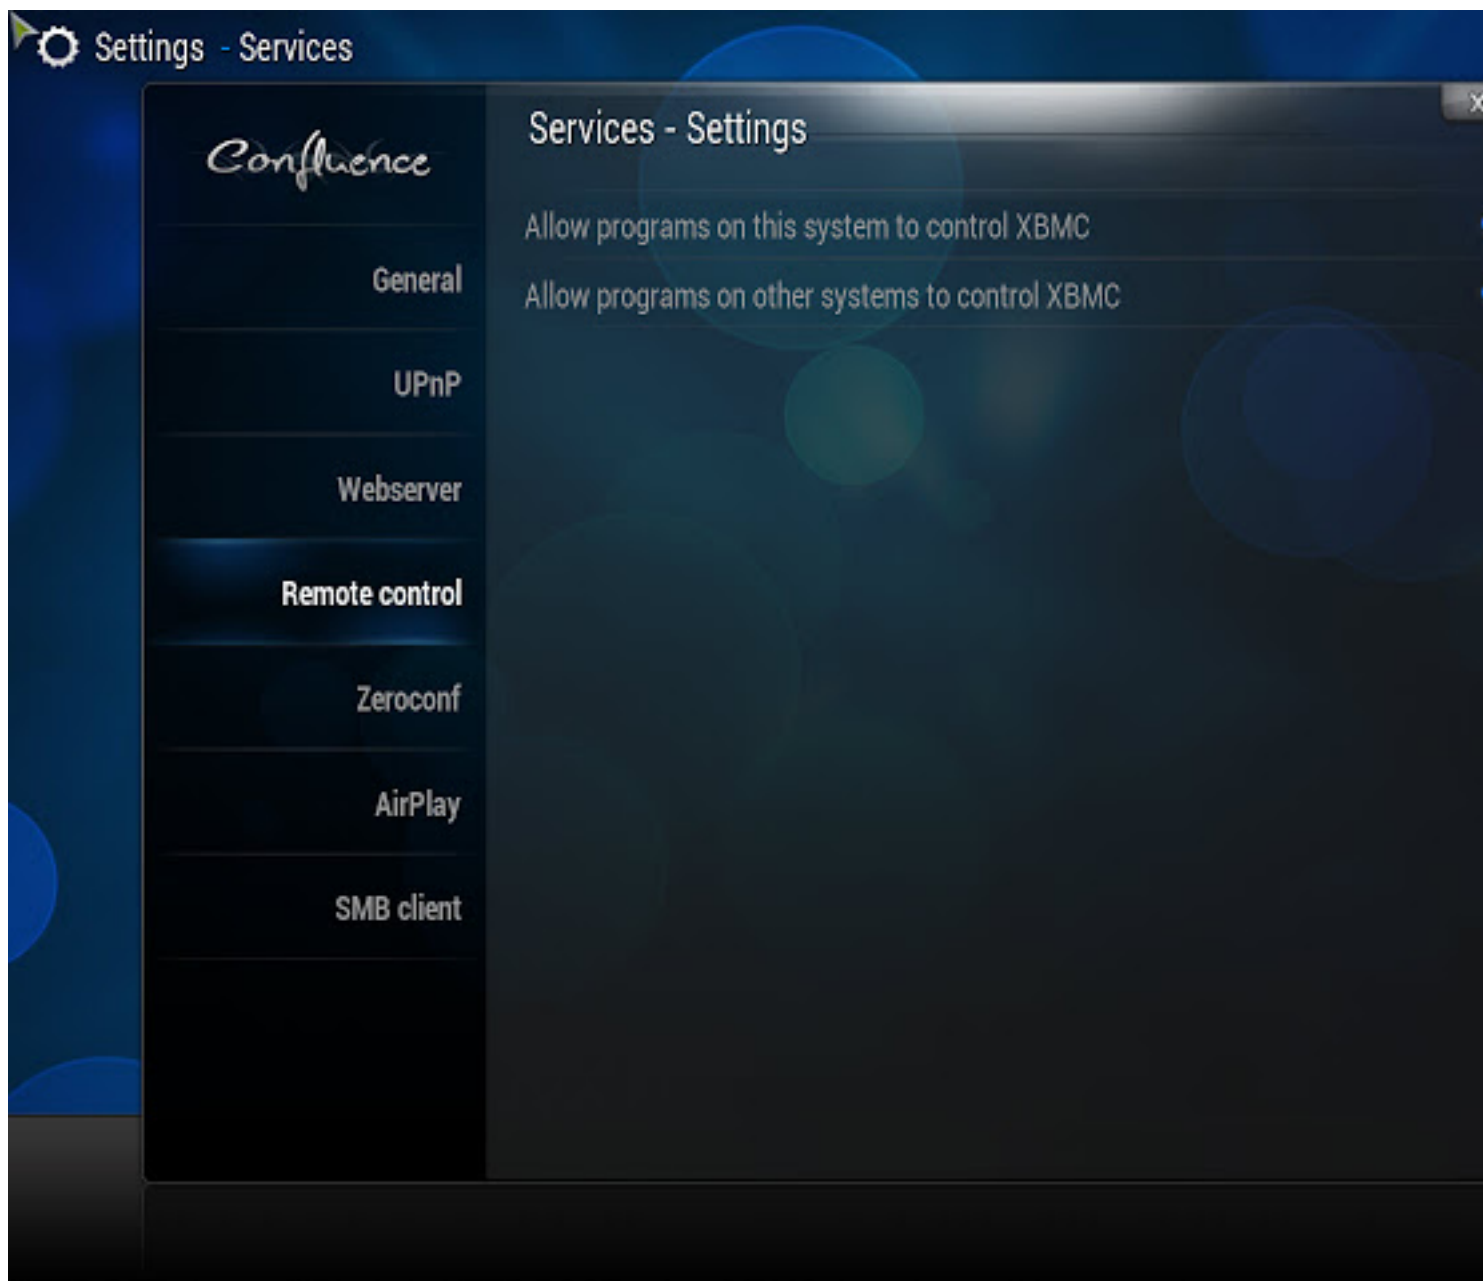 Settings - Services
Confluence
Services - Settings
Allow programs on this system to control XBMC
Allow programs on other systems to control XBMC
General
UPnP
Webserver
Remote control
Zeroconf
AirPlay
SMB client